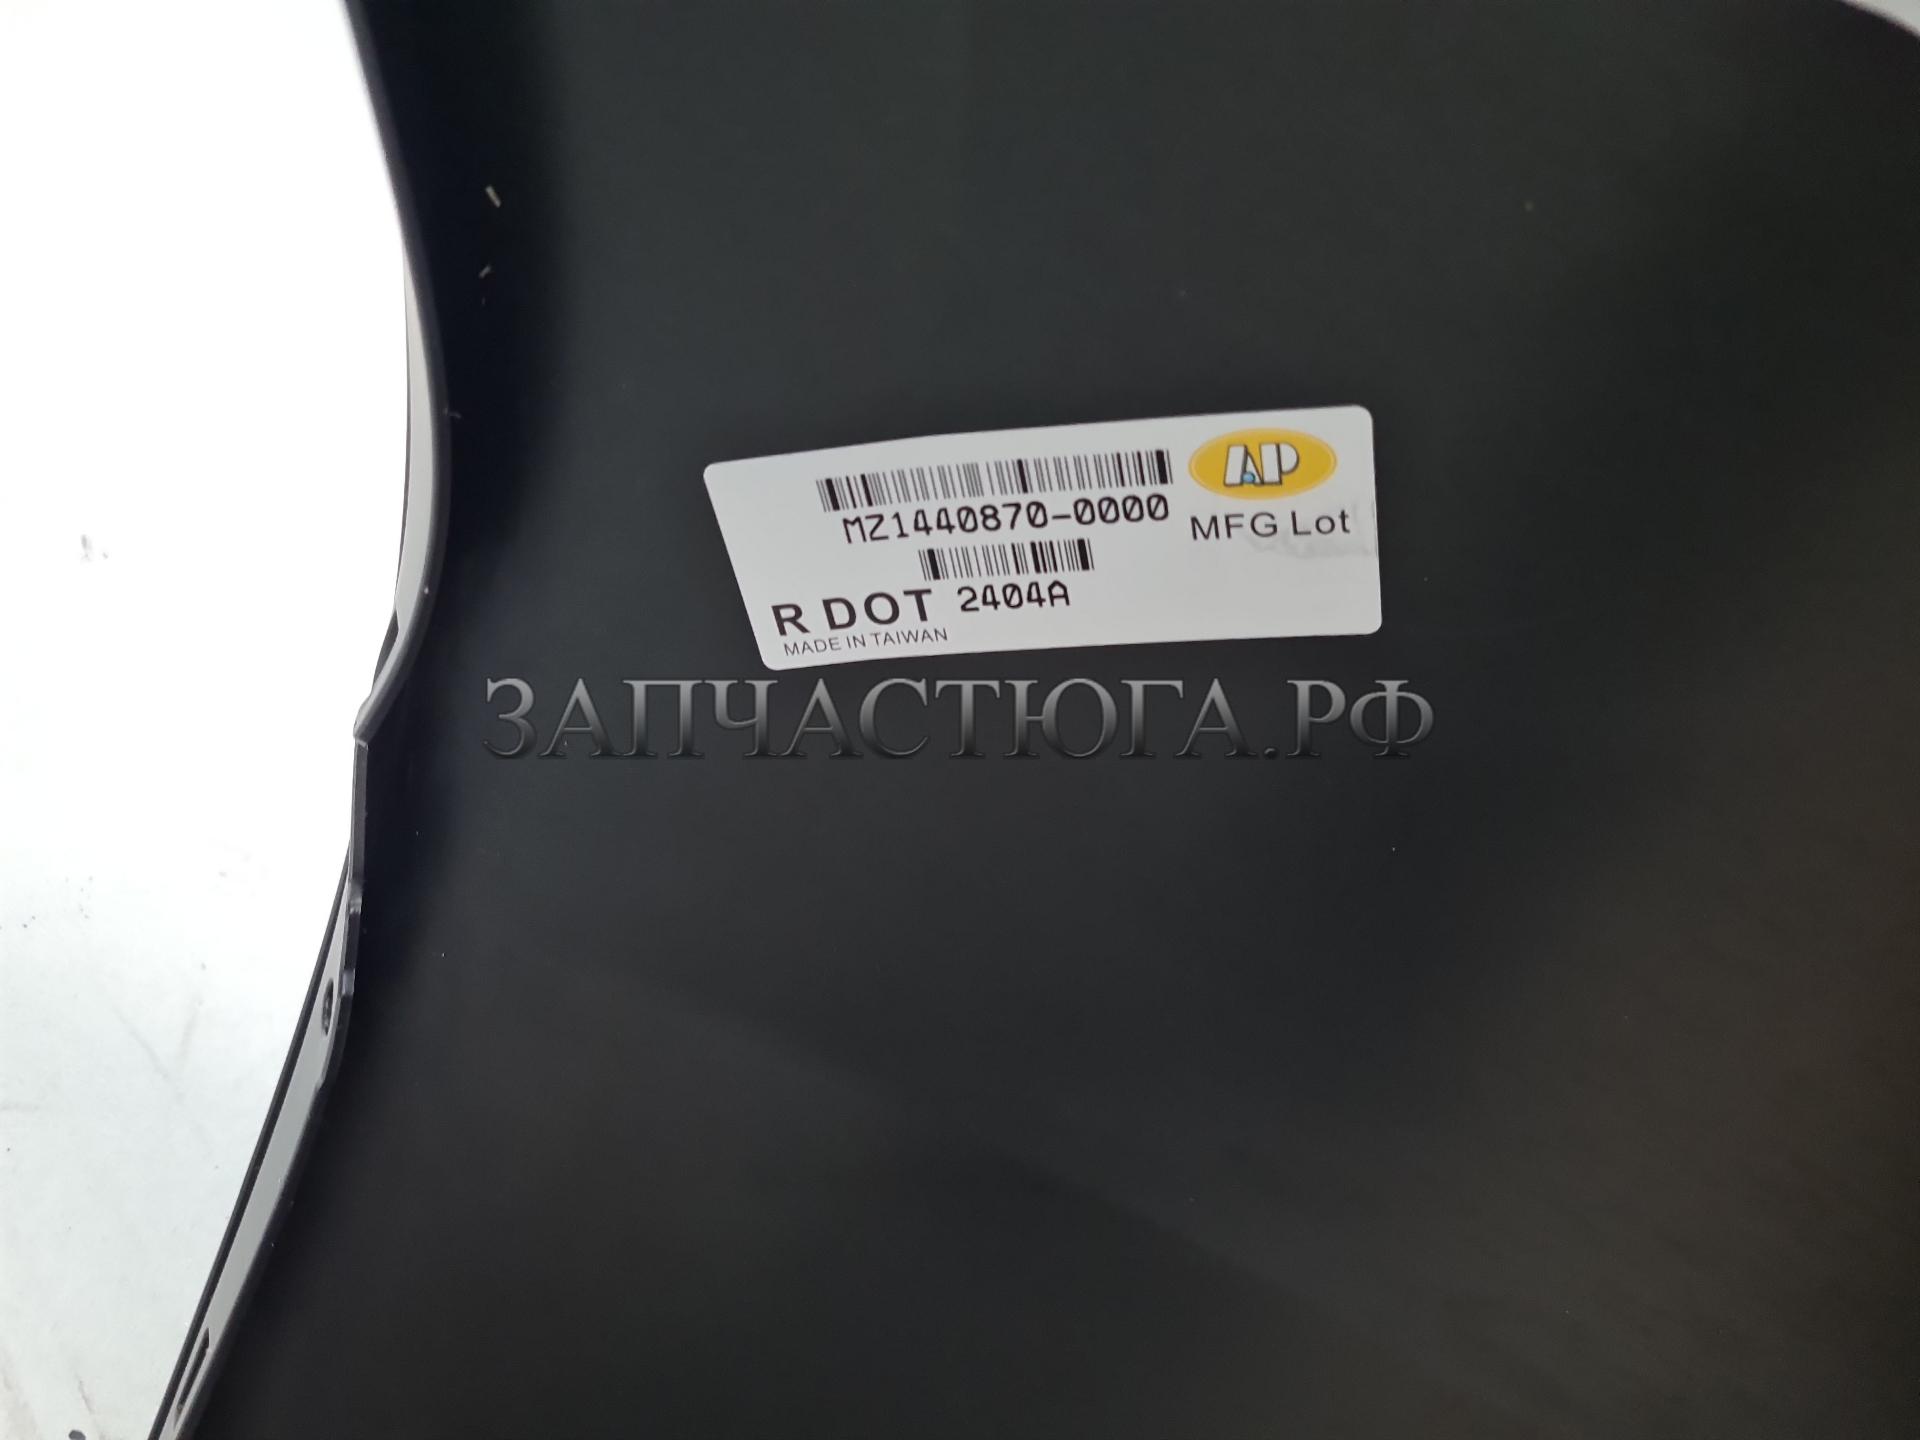 AP
MZ1440870-0000
MFG Lot
R DOT 2404A
MADE IN TAIWAN
ЗАПЧАСТЮГА.РФ